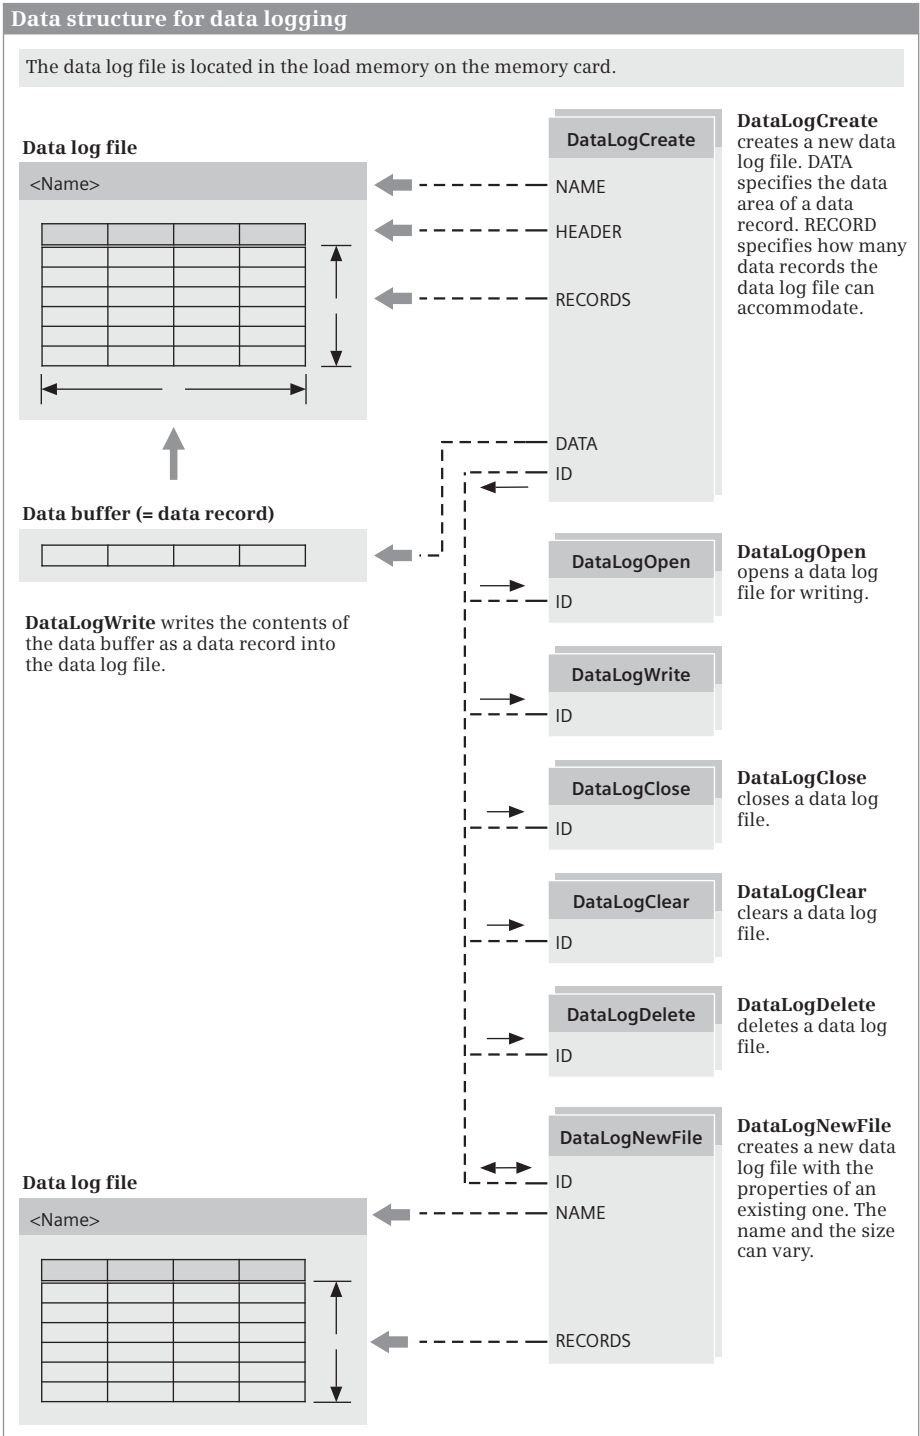 Data structure for data logging
The data log file is located in the load memory on the memory card.
Data log file
<Name>
DataLogCreate
NAME
HEADER
RECORDS
DATA
ID
DataLogCreate
creates a new data
log file. DATA
specifies the data
area of a data
record. RECORD
specifies how many
data records the
data log file can
accommodate.
Data buffer (= data record)
DataLogWrite writes the contents of
the data buffer as a data record into
the data log file.
DataLogOpen
ID
DataLogOpen
opens a data log
file for writing.
DataLogWrite
ID
DataLogClose
ID
DataLogClose
closes a data log
file.
DataLogClear
ID
DataLogClear
clears a data log
file.
DataLogDelete
ID
DataLogDelete
deletes a data log
file.
DataLogNewFile
ID
NAME
RECORDS
DataLogNewFile
creates a new data
log file with the
properties of an
existing one. The
name and the size
can vary.
Data log file
<Name>